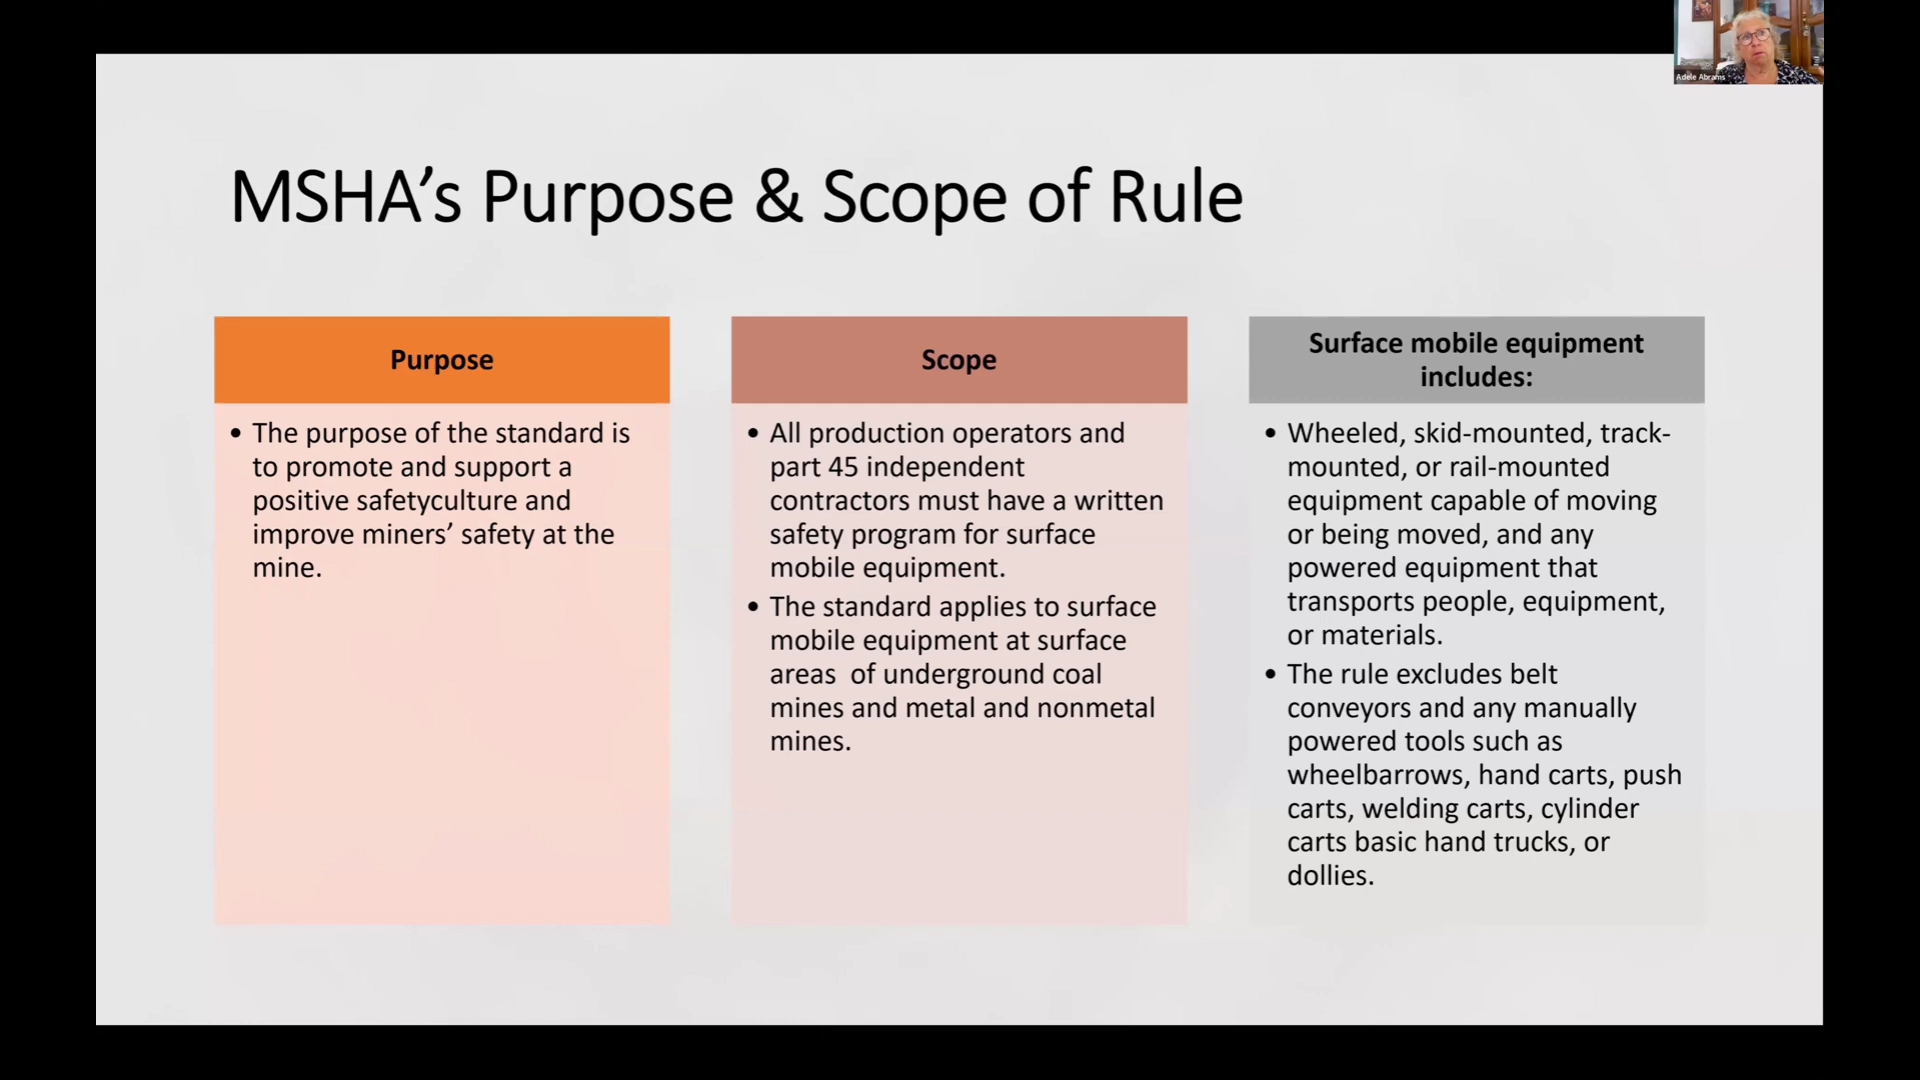 Adele Abrams
MSHA’s Purpose & Scope of Rule
Purpose
• The purpose of the standard is
to promote and support a
positive safetyculture and
improve miners’ safety at the
mine.
Scope
• All production operators and
part 45 independent
contractors must have a written
safety program for surface
mobile equipment.
• The standard applies to surface
mobile equipment at surface
areas  of underground coal
mines and metal and nonmetal
mines.
Surface mobile equipment
includes:
• Wheeled, skid-mounted, track-
mounted, or rail-mounted
equipment capable of moving
or being moved, and any
powered equipment that
transports people, equipment,
or materials.
• The rule excludes belt
conveyors and any manually
powered tools such as
wheelbarrows, hand carts, push
carts, welding carts, cylinder
carts basic hand trucks, or
dollies.